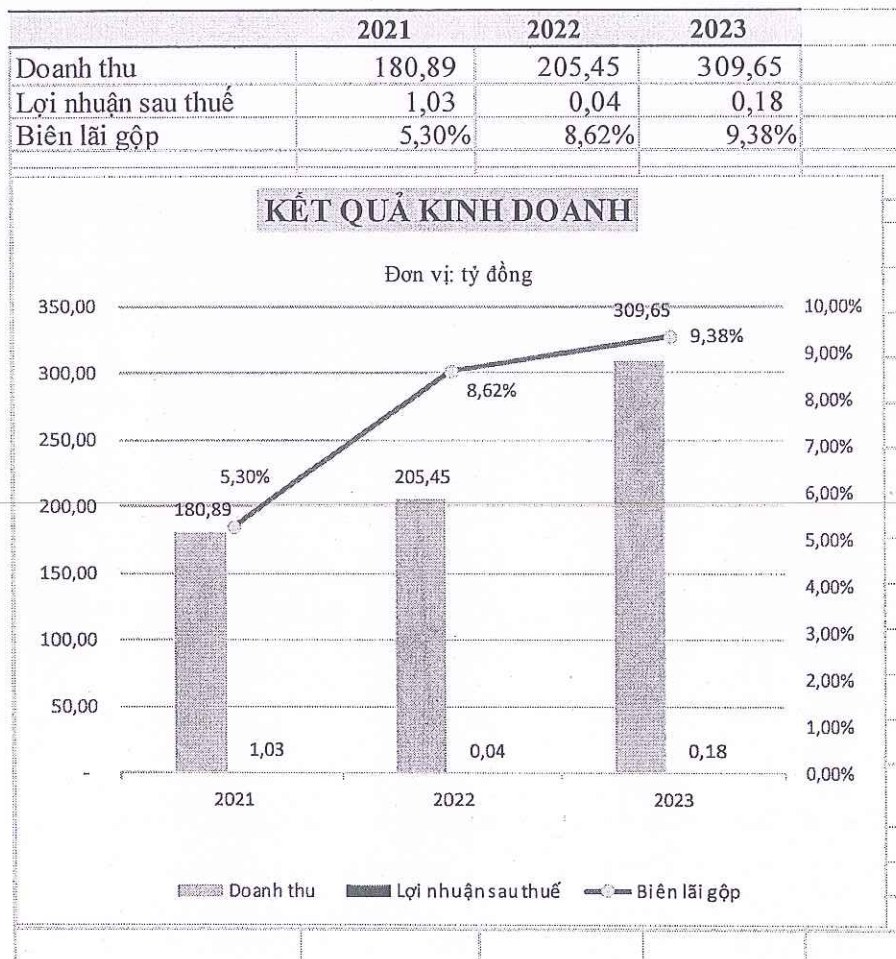 2021 2022 2023
Doanh thu 180,89 205,45 309,65
Lợi nhuận sau thuế 1,03 0,04 0,18
Biên lãi gộp 5,30% 8,62% 9,38%
KẾT QUẢ KINH DOANH
Đơn vị: tỷ đồng
350,00 309,65 10,00%
9,38%
300,00 9,00%
8,62% 8,00%
250,00 7,00%
5,30% 205,45
200,00 180,89 6,00%
5,00%
150,00 4,00%
100,00 3,00%
50,00 2,00%
1,00%
1,03 0,04 0,18
- 0,00%
2021 2022 2023
Doanh thu Lợi nhuận sau thuế Biên lãi gộp